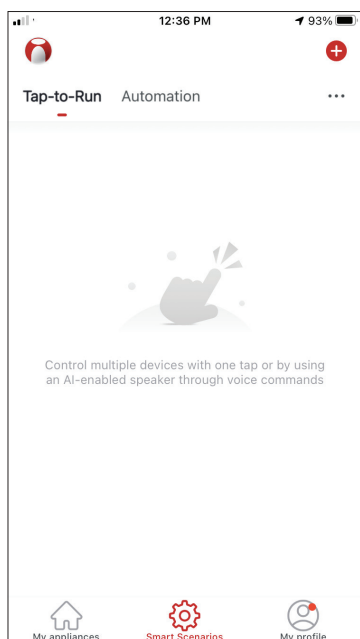 12:36 PM
93%
Tap-to-Run Automation
Control multiple devices with one tap or by using
an AI-enabled speaker through voice commands
My appliances Smart Scenarios My profile